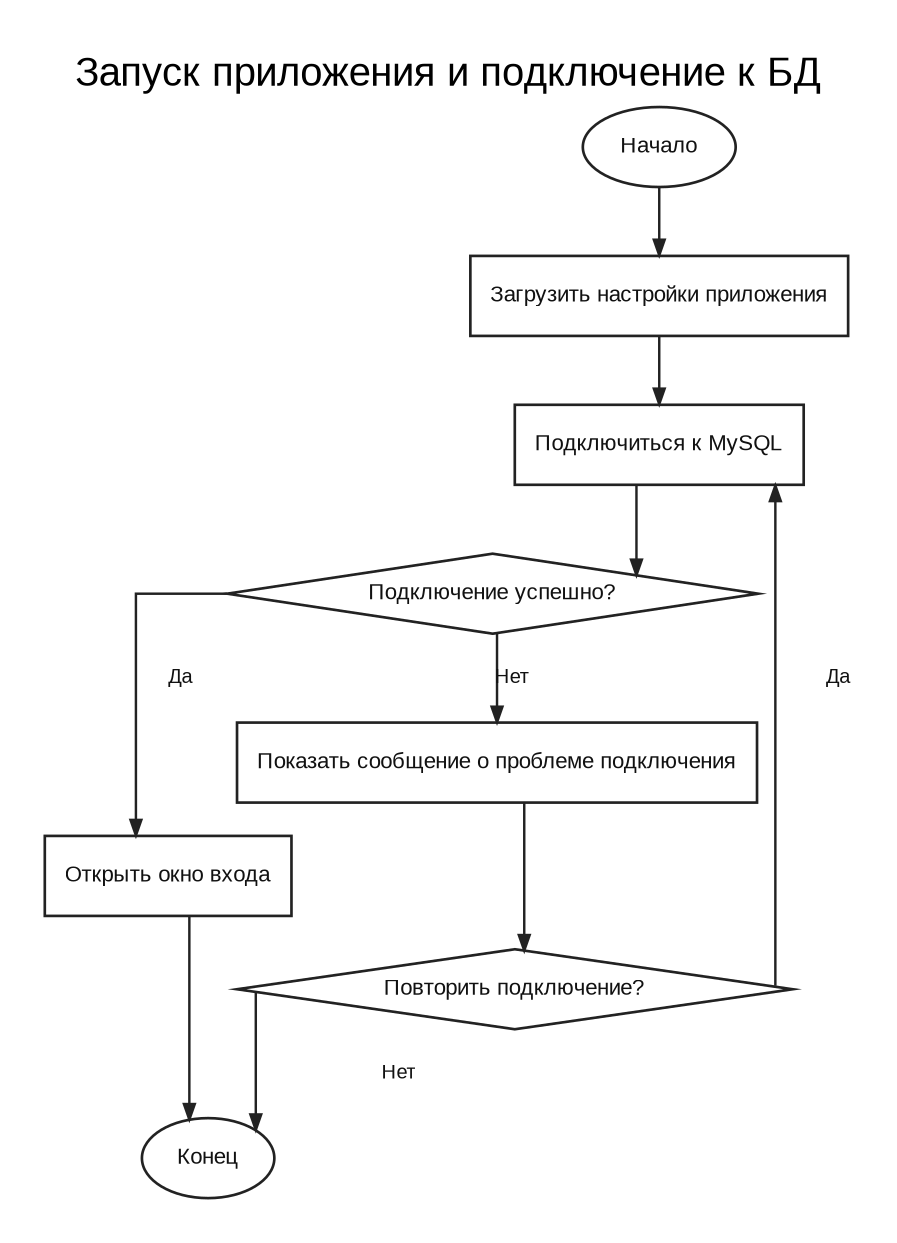 Запуск приложения и подключение к БД
Начало
Загрузить настройки приложения
Подключиться к MySQL
Подключение успешно?
Да
Нет
Да
Показать сообщение о проблеме подключения
Открыть окно входа
Повторить подключение?
Нет
Конец